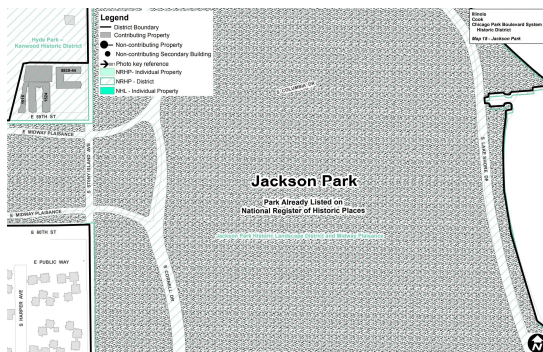 Legend
District Boundary
Contributing Property
Non-contributing Property
Non-contributing Secondary Building
Photo key reference
NRHP- Individual Property
NRHP - District
NHL - Individual Property
Illinois
Cook
Chicago Park Boulevard System
Historic District
Map 18 - Jackson Park
Hyde Park -
Kenwood Historic District
E 59TH ST
E MIDWAY PLAISANCE
S STONY ISLAND AVE
COLUMBIA DR
S LAKE SHORE DR
Jackson Park
Park Already Listed on
National Register of Historic Places
Jackson Park Historic Landscape District and Midway Plaisance
S MIDWAY PLAISANCE
E 60TH ST
E PUBLIC WAY
S HARPER AVE
S CORNELL DR
N